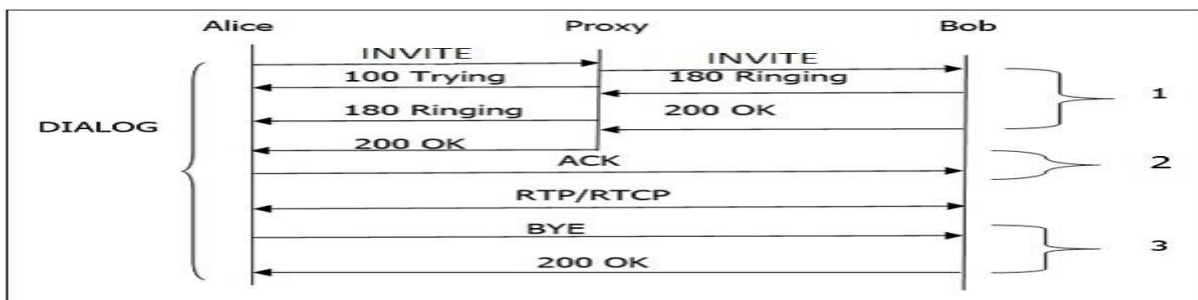 Alice Proxy Bob
INVITE INVITE
100 Trying 180 Ringing
1
180 Ringing 200 OK
DIALOG
200 OK
ACK
2
RTP/RTCP
BYE
3
200 OK